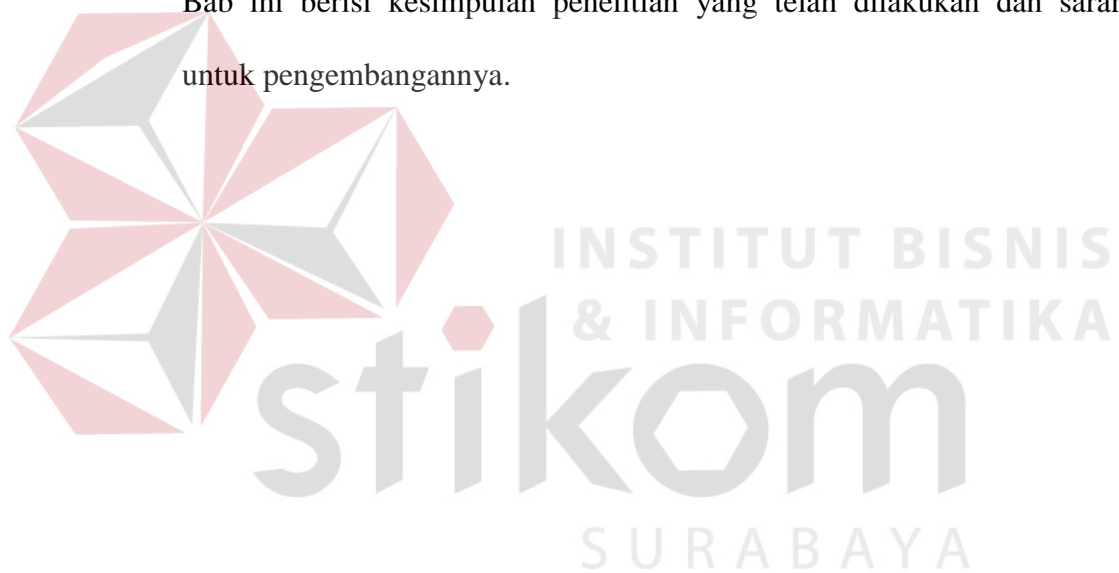 Bab ini berisi kesimpulan penelitian yang telah dilakukan dan saran
untuk pengembangannya.
INSTITUT BISNIS
& INFORMATIKA
stikom
SURABAYA